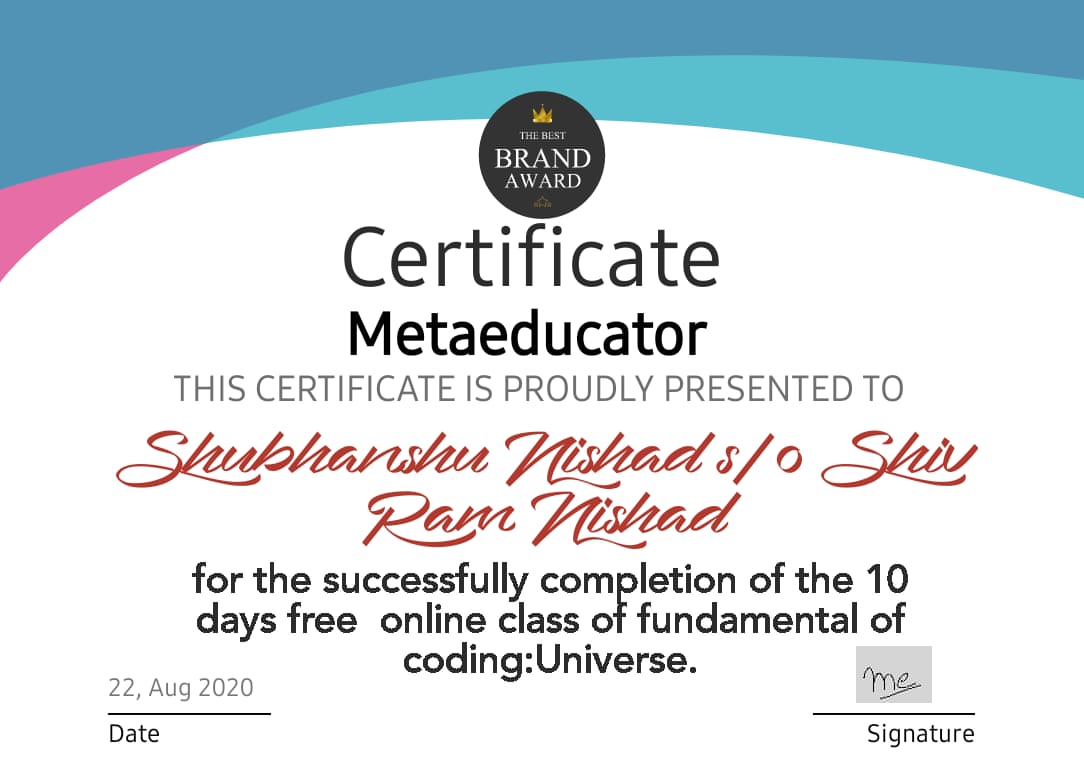 THE BEST
BRAND
AWARD
Certificate
Metaeducator
THIS CERTIFICATE IS PROUDLY PRESENTED TO
Shubhanshu Nishad s/o Shiv
Ram Nishad
for the successfully completion of the 10
days free online class of fundamental of
coding:Universe.
22, Aug 2020
me
Date
Signature